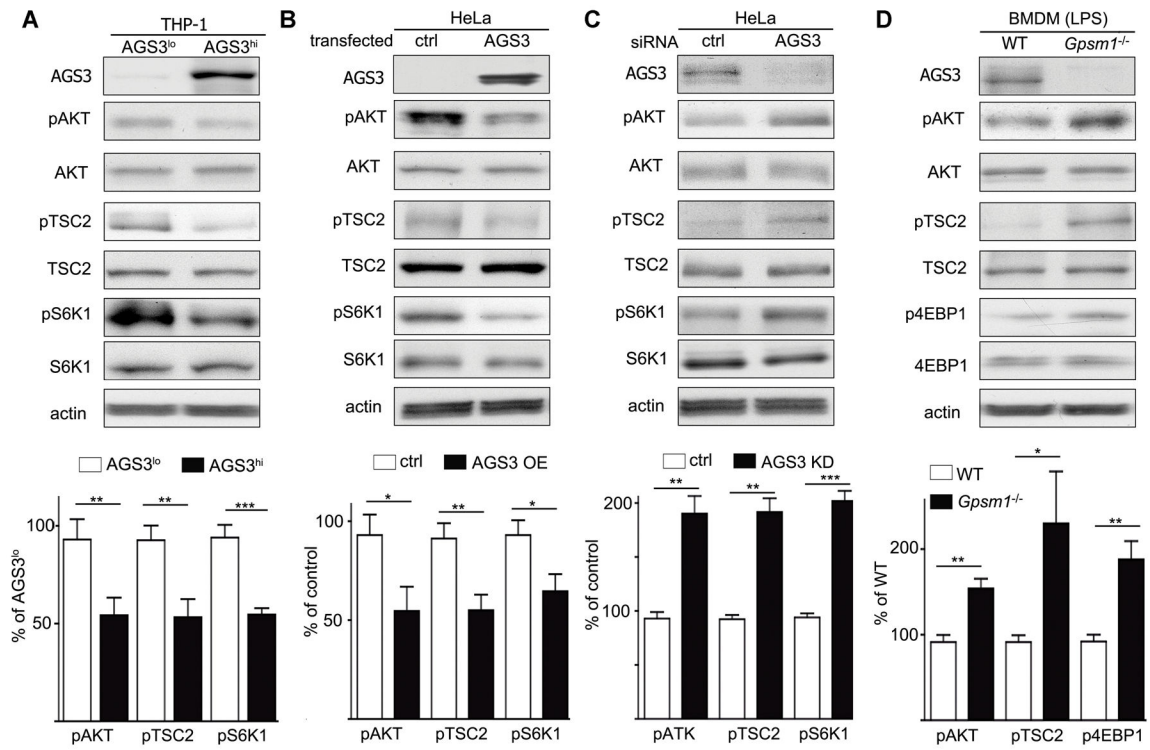 A
THP-1
AGS3lo AGS3hi
AGS3
pAKT
AKT
pTSC2
TSC2
pS6K1
S6K1
actin
AGS3lo AGS3hi
% of AGS3lo
100
50
** ** ***
pAKT pTSC2 pS6K1
B
HeLa
transfected ctrl AGS3
AGS3
pAKT
AKT
pTSC2
TSC2
pS6K1
S6K1
actin
ctrl AGS3 OE
% of control
100
50
* ** *
pAKT pTSC2 pS6K1
C
HeLa
siRNA ctrl AGS3
AGS3
pAKT
AKT
pTSC2
TSC2
pS6K1
S6K1
actin
ctrl AGS3 KD
% of control
200
100
** ** ***
pATK pTSC2 pS6K1
D
BMDM (LPS)
WT Gpsm1-/-
AGS3
pAKT
AKT
pTSC2
TSC2
p4EBP1
4EBP1
actin
WT
Gpsm1-/-
% of WT
200
100
** * **
pAKT pTSC2 p4EBP1